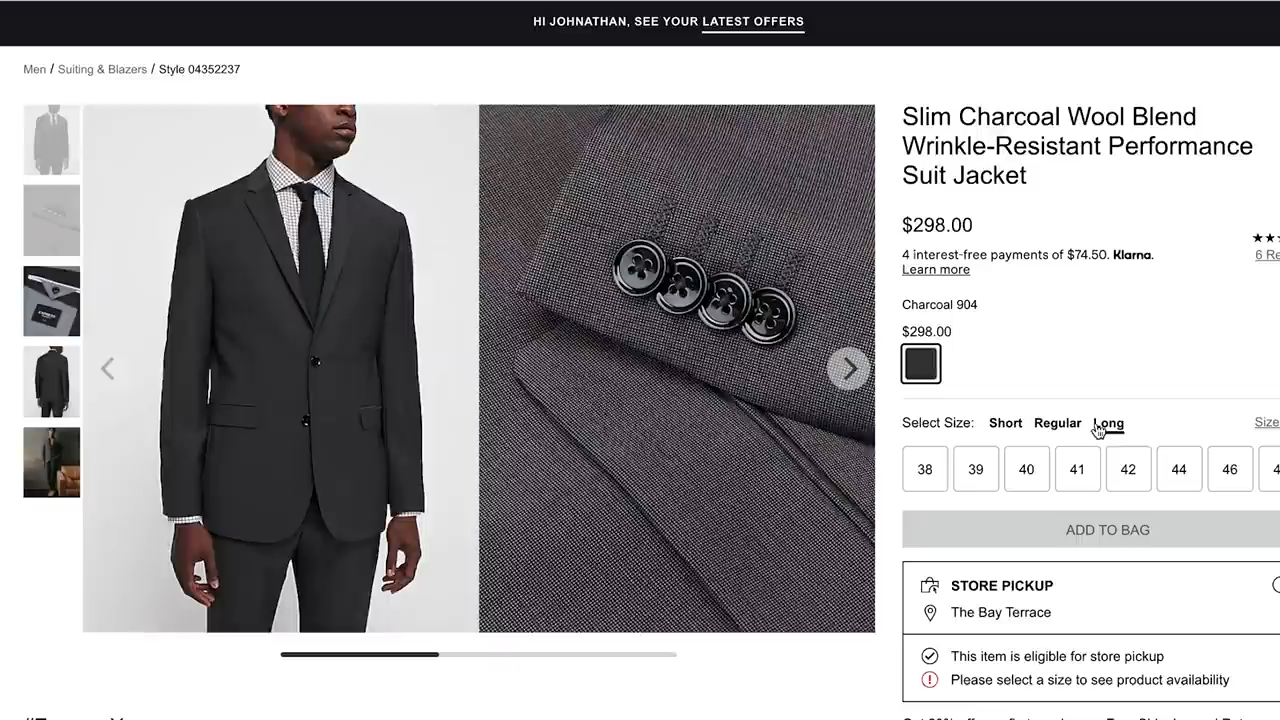 HI JOHNATHAN, SEE YOUR LATEST OFFERS
Men / Suiting & Blazers / Style 04352237
Slim Charcoal Wool Blend
Wrinkle-Resistant Performance
Suit Jacket
$298.00
4 interest-free payments of $74.50. Klarna.
Learn more
6
Charcoal 904
$298.00
Select Size: Short Regular Long Size
38 39 40 41 42 44 46
ADD TO BAG
STORE PICKUP
The Bay Terrace
This item is eligible for store pickup
Please select a size to see product availability